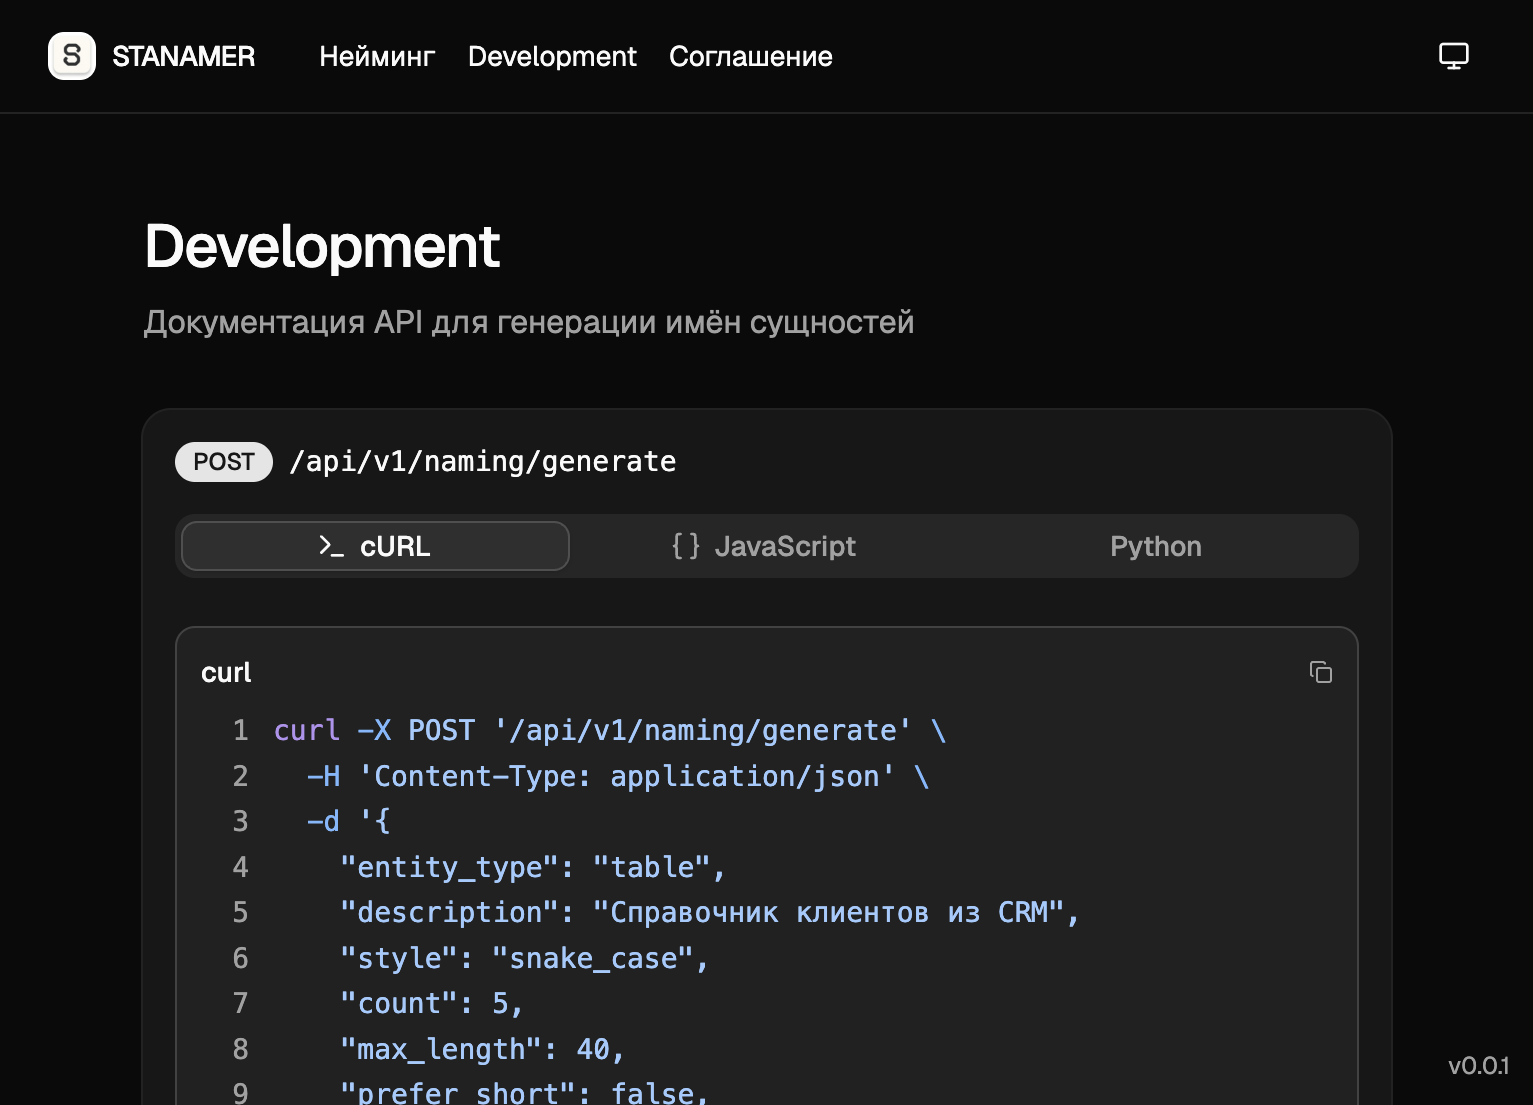 S STANAMER Нейминг Development Соглашение
Development
Документация API для генерации имён сущностей
POST /api/v1/naming/generate
>_ cURL {} JavaScript Python
curl
1 curl -X POST '/api/v1/naming/generate' \
2 -H 'Content-Type: application/json' \
3 -d '{
4 "entity_type": "table",
5 "description": "Справочник клиентов из CRM",
6 "style": "snake_case",
7 "count": 5,
8 "max_length": 40,
9 "prefer_short": false,
v0.0.1